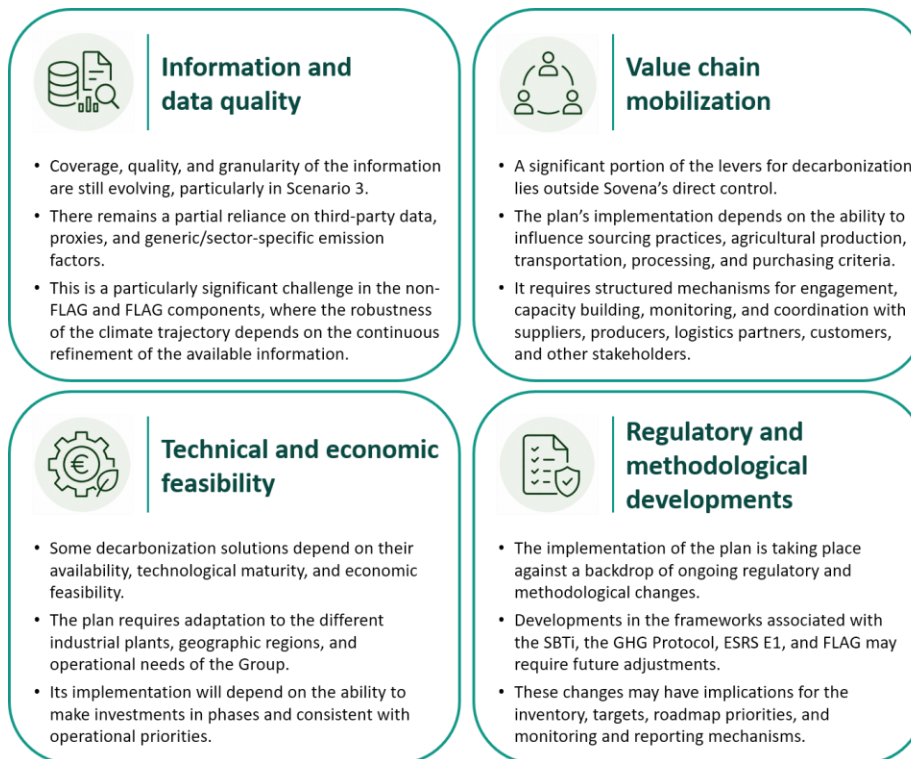 Information and
data quality
• Coverage, quality, and granularity of the information
are still evolving, particularly in Scenario 3.
• There remains a partial reliance on third-party data,
proxies, and generic/sector-specific emission
factors.
• This is a particularly significant challenge in the non-
FLAG and FLAG components, where the robustness
of the climate trajectory depends on the continuous
refinement of the available information.
Value chain
mobilization
• A significant portion of the levers for decarbonization
lies outside Sovena’s direct control.
• The plan’s implementation depends on the ability to
influence sourcing practices, agricultural production,
transportation, processing, and purchasing criteria.
• It requires structured mechanisms for engagement,
capacity building, monitoring, and coordination with
suppliers, producers, logistics partners, customers,
and other stakeholders.
€
Technical and economic
feasibility
• Some decarbonization solutions depend on their
availability, technological maturity, and economic
feasibility.
• The plan requires adaptation to the different
industrial plants, geographic regions, and
operational needs of the Group.
• Its implementation will depend on the ability to
make investments in phases and consistent with
operational priorities.
Regulatory and
methodological
developments
• The implementation of the plan is taking place
against a backdrop of ongoing regulatory and
methodological changes.
• Developments in the frameworks associated with
the SBTi, the GHG Protocol, ESRS E1, and FLAG may
require future adjustments.
• These changes may have implications for the
inventory, targets, roadmap priorities, and
monitoring and reporting mechanisms.